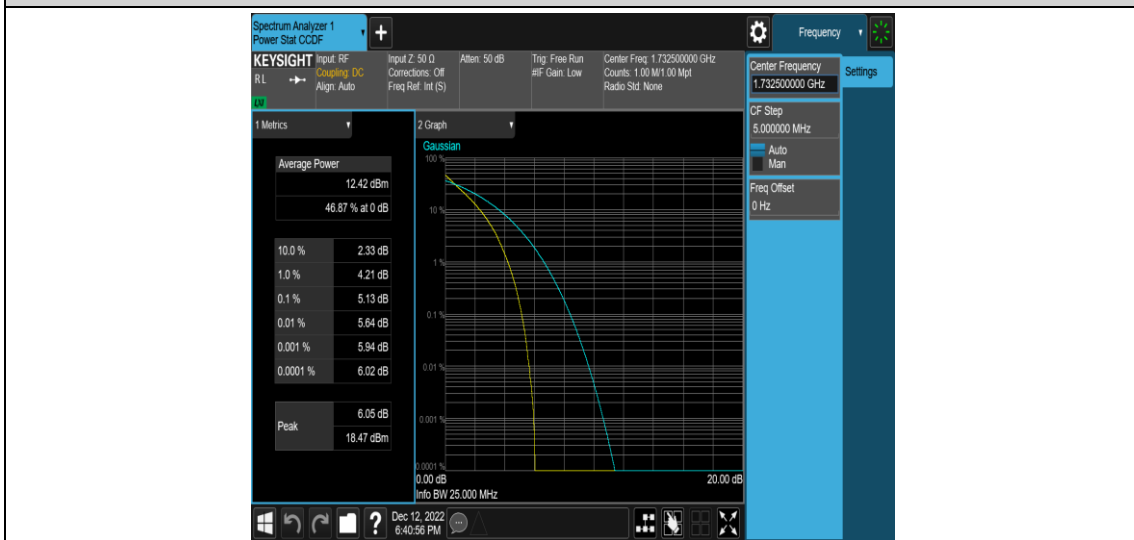 Spectrum Analyzer 1
Power Stat CCDF
Frequency
KEYSIGHT
RL
Input: RF
Coupling: DC
Align: Auto
Input Z: 50 Ω
Corrections: Off
Freq Ref: Int (S)
Atten: 50 dB
Trig: Free Run
#IF Gain: Low
Center Freq: 1.732500000 GHz
Counts: 1.00 M/1.00 Mpt
Radio Std: None
Center Frequency
1.732500000 GHz
Settings
CF Step
5.000000 MHz
Auto
Man
Freq Offset
0 Hz
1 Metrics
Average Power
12.42 dBm
46.87 % at 0 dB
10.0 % 2.33 dB
1.0 % 4.21 dB
0.1 % 5.13 dB
0.01 % 5.64 dB
0.001 % 5.94 dB
0.0001 % 6.02 dB
Peak 6.05 dB
18.47 dBm
2 Graph
Gaussian
100 %
10 %
1 %
0.1 %
0.01 %
0.001 %
0.0001 %
0.00 dB 20.00 dB
Info BW 25.000 MHz
Dec 12, 2022
6:40:56 PM